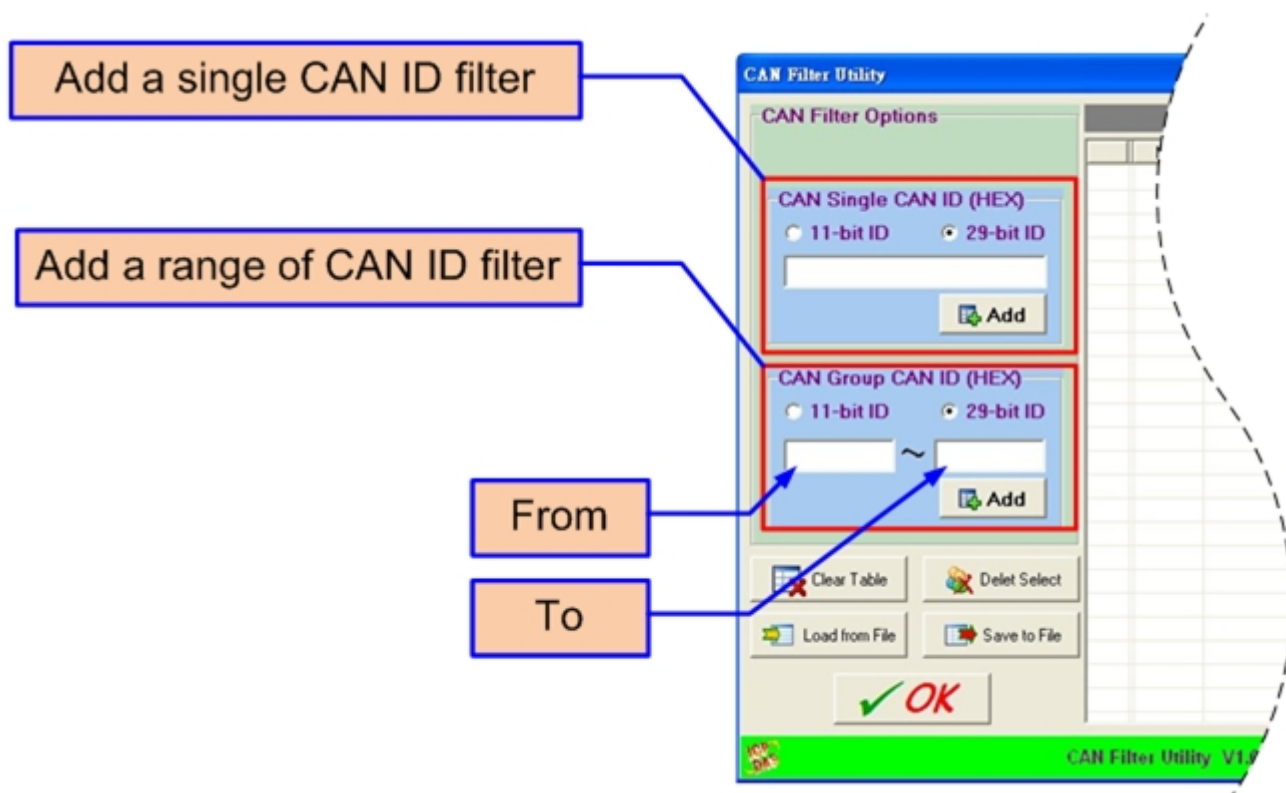 Add a single CAN ID filter
Add a range of CAN ID filter
From
To
CAN Filter Utility
CAN Filter Options
CAN Single CAN ID (HEX)
11-bit ID 29-bit ID
Add
CAN Group CAN ID (HEX)
11-bit ID 29-bit ID
~
Add
Clear Table Delet Select
Load from File Save to File
OK
ICP DAS CAN Filter Utility